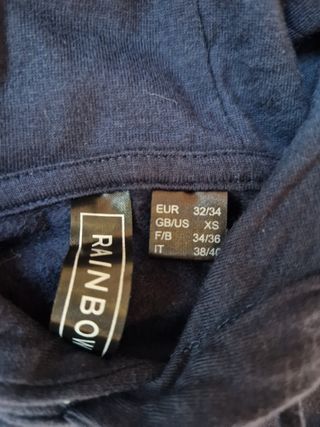 RAINBOW
EUR 32/34
GB/US XS
F/B 34/36
IT 38/40